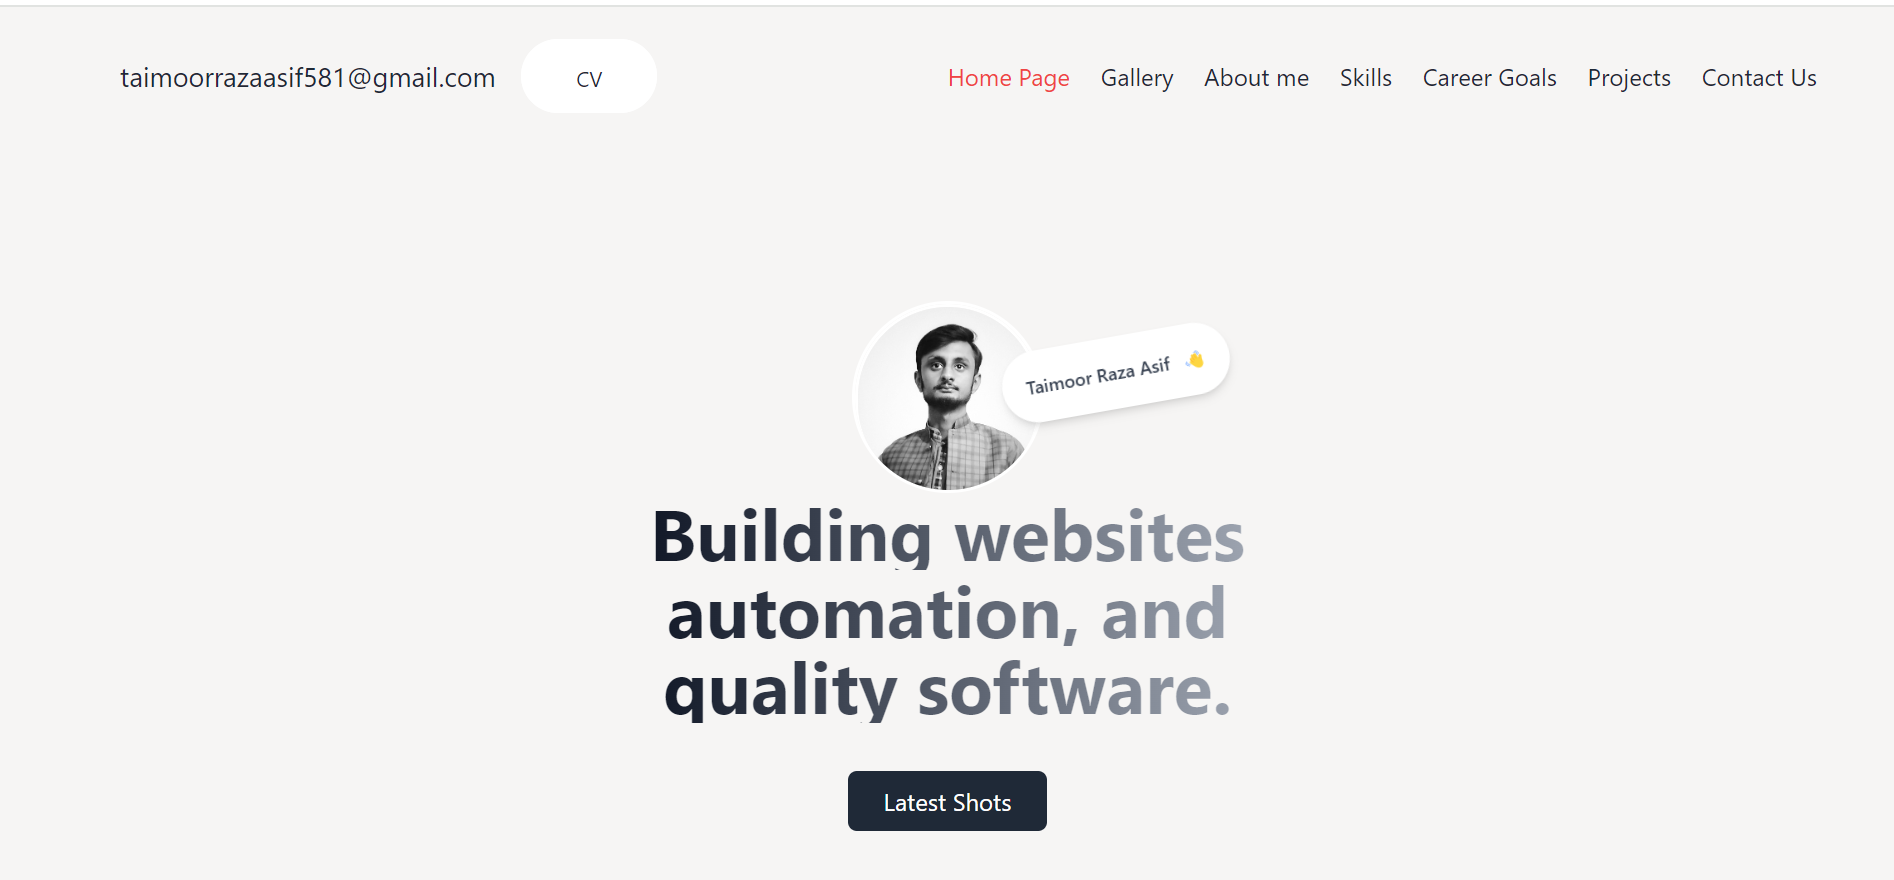 taimoorrazaasif581@gmail.com CV Home Page Gallery About me Skills Career Goals Projects Contact Us
Taimoor Raza Asif 👋
Building websites
automation, and
quality software.
Latest Shots